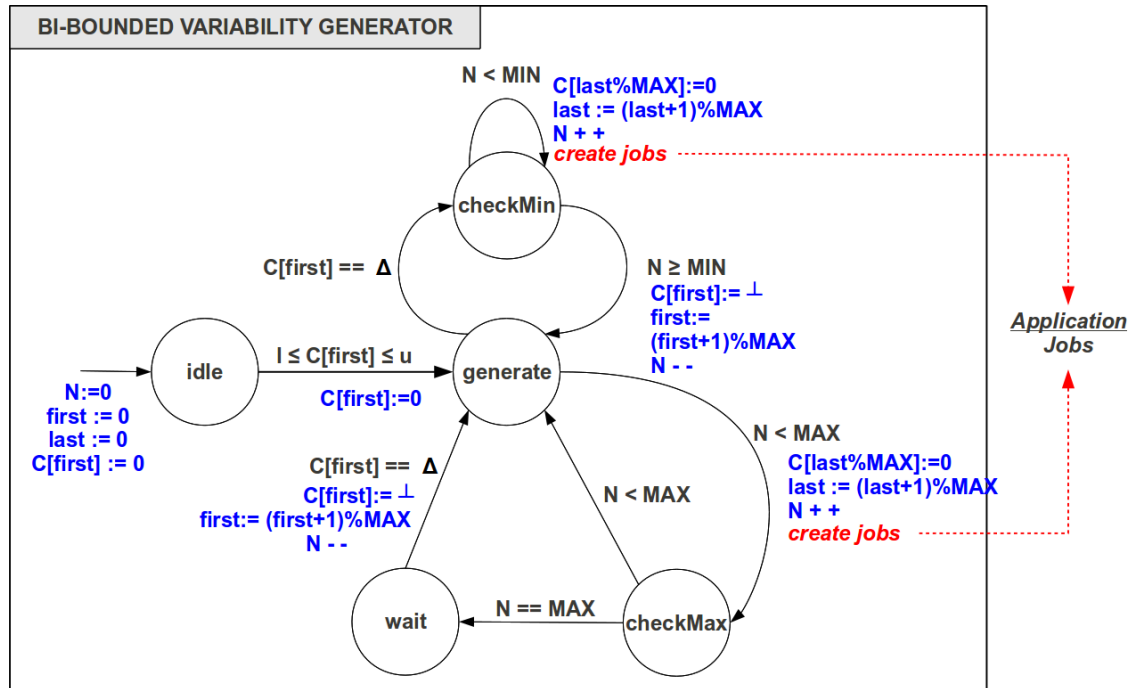 BI-BOUNDED VARIABILITY GENERATOR
N < MIN
C[last%MAX]:=0
last := (last+1)%MAX
N + +
create jobs
checkMin
C[first] == Δ
N ≥ MIN
C[first]:= ⊥
first:=
(first+1)%MAX
N - -
Application
Jobs
idle
l ≤ C[first] ≤ u
C[first]:=0
generate
N:=0
first := 0
last := 0
C[first] := 0
N < MAX
C[last%MAX]:=0
last := (last+1)%MAX
N + +
create jobs
C[first] == Δ
C[first]:= ⊥
first:= (first+1)%MAX
N - -
N < MAX
wait
N == MAX
checkMax